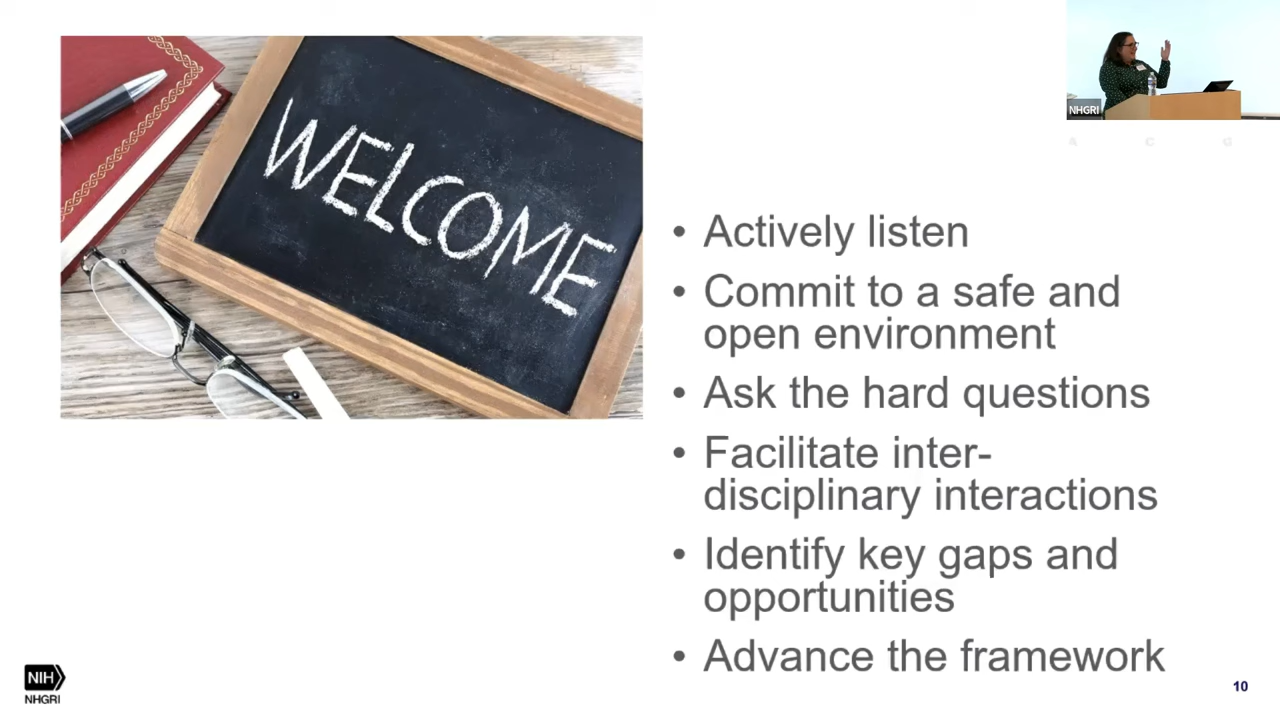 WELCOME
NHGRI
A C G
• Actively listen
• Commit to a safe and
open environment
• Ask the hard questions
• Facilitate inter-
disciplinary interactions
• Identify key gaps and
opportunities
• Advance the framework
NIH
NHGRI
10